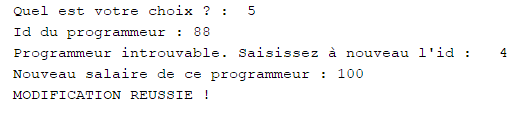 Quel est votre choix ? :  5
Id du programmeur : 88
Programmeur introuvable. Saisissez à nouveau l'id :   4
Nouveau salaire de ce programmeur : 100
MODIFICATION REUSSIE !